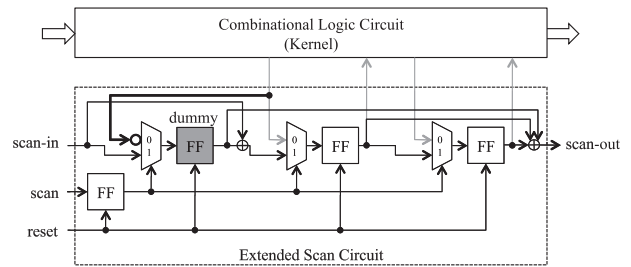 Combinational Logic Circuit
(Kernel)
dummy
scan-in
0
1
FF
0
1
FF
0
1
FF
scan-out
scan
FF
reset
Extended Scan Circuit